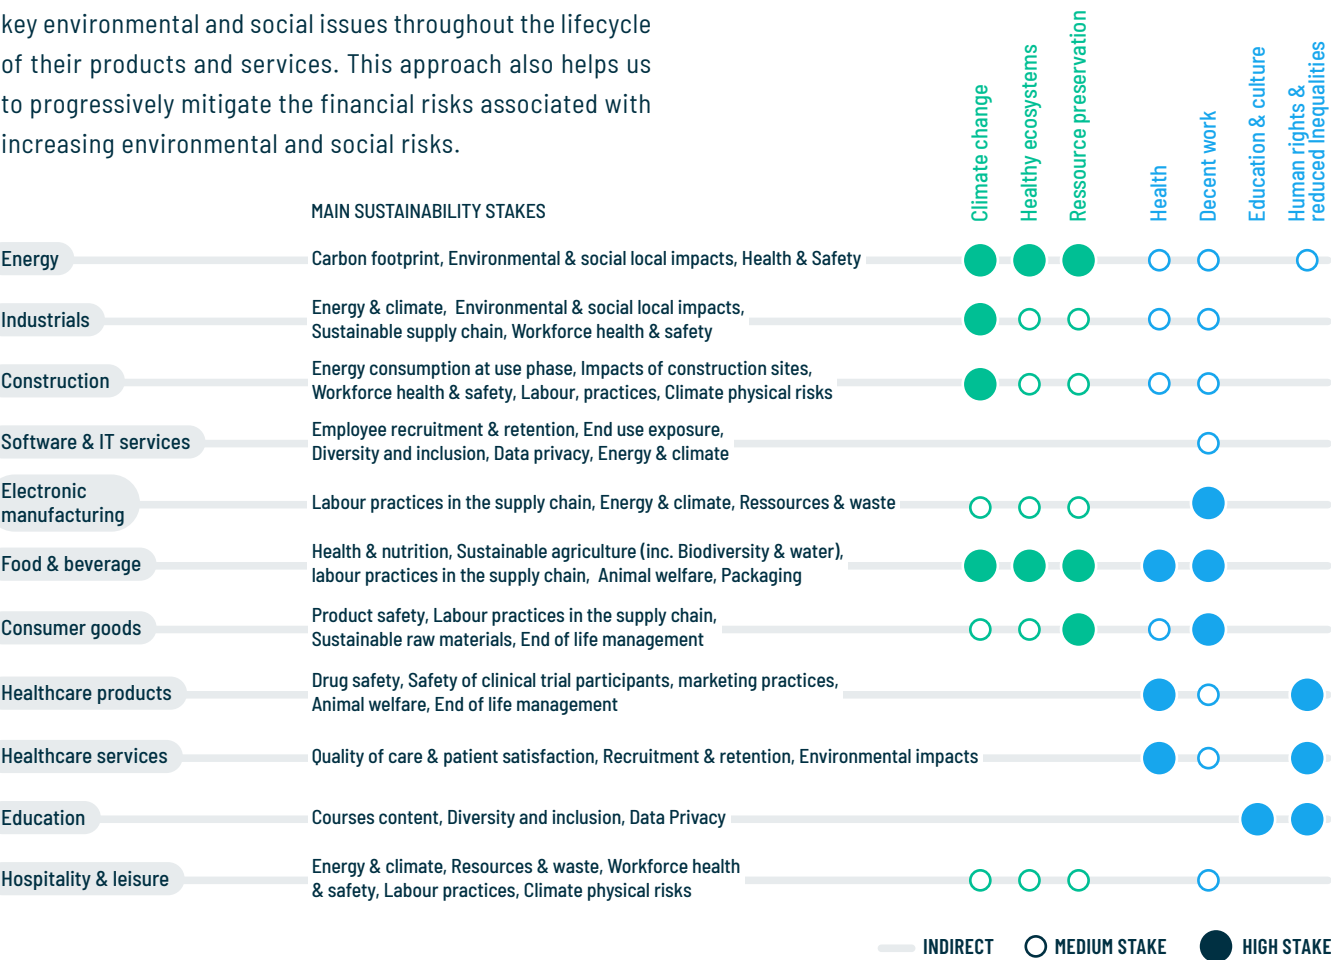 key environmental and social issues throughout the lifecycle
of their products and services. This approach also helps us
to progressively mitigate the financial risks associated with
increasing environmental and social risks.
Climate change
Healthy ecosystems
Ressource preservation
Health
Decent work
Education & culture
Human rights &
reduced Inequalities
MAIN SUSTAINABILITY STAKES
Energy
Carbon footprint, Environmental & social local impacts, Health & Safety
Industrials
Energy & climate, Environmental & social local impacts,
Sustainable supply chain, Workforce health & safety
Construction
Energy consumption at use phase, Impacts of construction sites,
Workforce health & safety, Labour, practices, Climate physical risks
Software & IT services
Employee recruitment & retention, End use exposure,
Diversity and inclusion, Data privacy, Energy & climate
Electronic
manufacturing
Labour practices in the supply chain, Energy & climate, Ressources & waste
Food & beverage
Health & nutrition, Sustainable agriculture (inc. Biodiversity & water),
labour practices in the supply chain, Animal welfare, Packaging
Consumer goods
Product safety, Labour practices in the supply chain,
Sustainable raw materials, End of life management
Healthcare products
Drug safety, Safety of clinical trial participants, marketing practices,
Animal welfare, End of life management
Healthcare services
Quality of care & patient satisfaction, Recruitment & retention, Environmental impacts
Education
Courses content, Diversity and inclusion, Data Privacy
Hospitality & leisure
Energy & climate, Resources & waste, Workforce health
& safety, Labour practices, Climate physical risks
INDIRECT
MEDIUM STAKE
HIGH STAKE